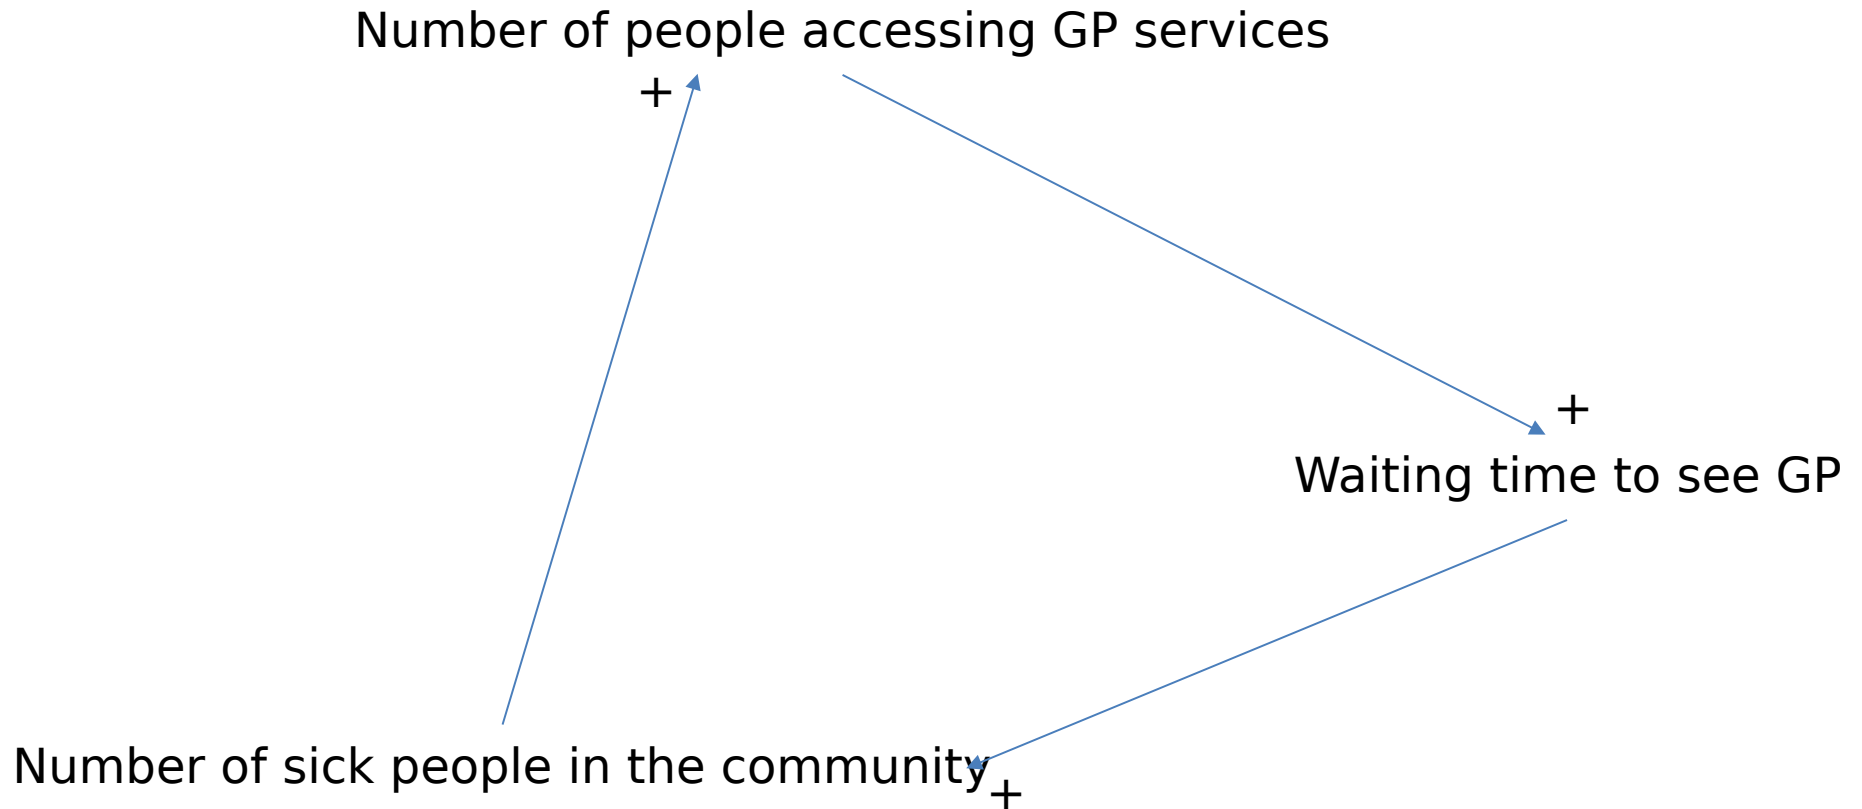 Number of people accessing GP services
+
+
Waiting time to see GP
Number of sick people in the community
+